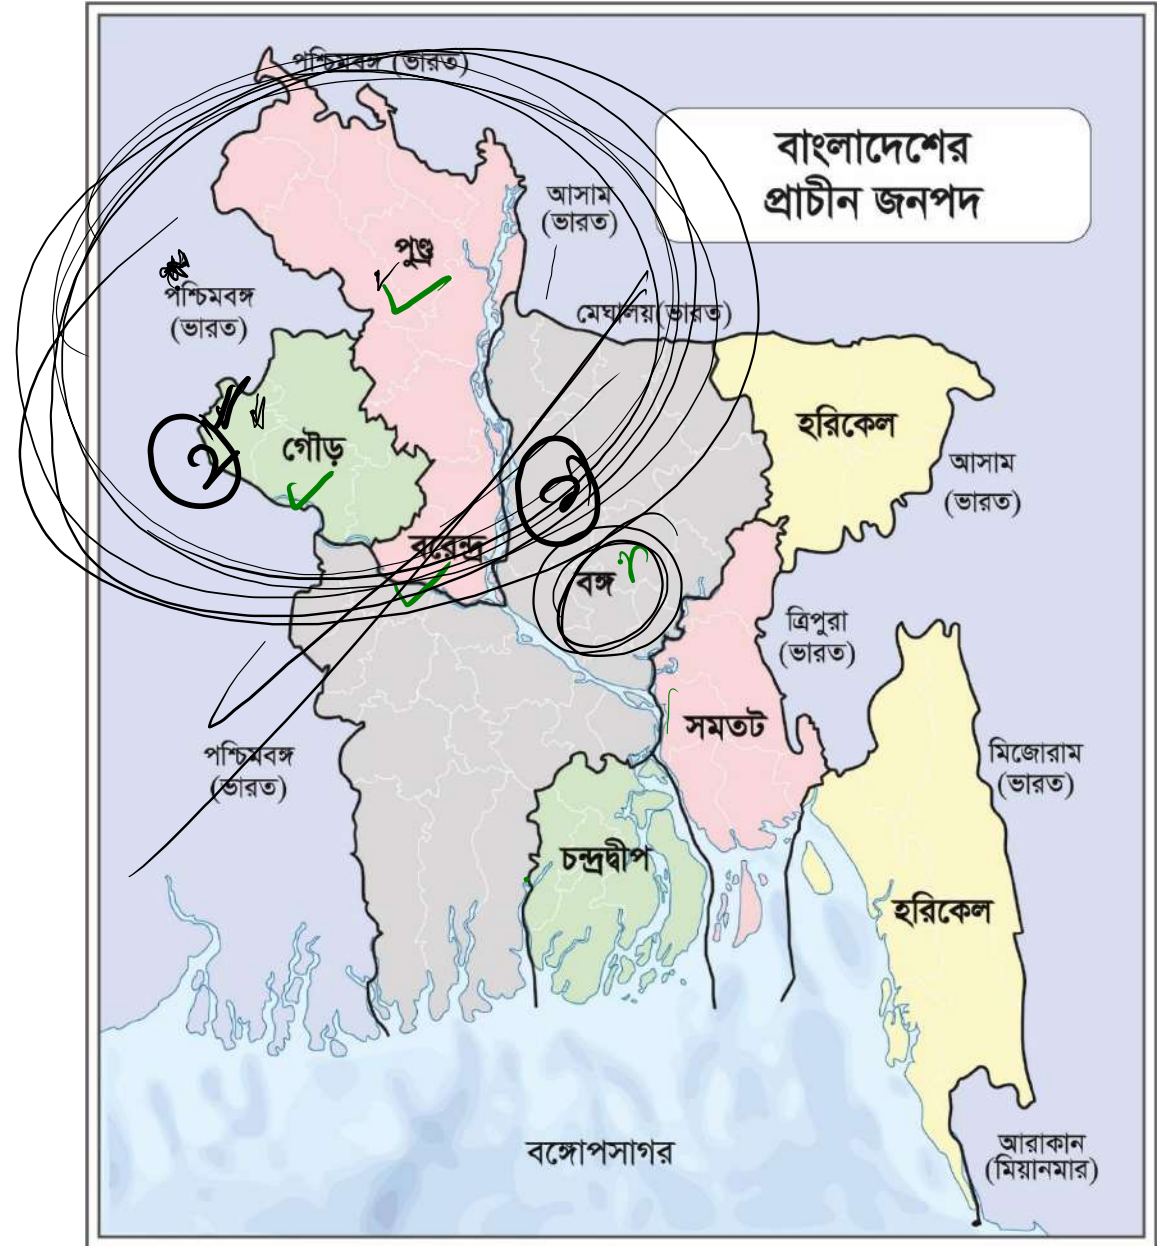 পশ্চিমবঙ্গ (ভারত)
বাংলাদেশের
প্রাচীন জনপদ
আসাম
(ভারত)
পুণ্ড্র
পশ্চিমবঙ্গ
(ভারত)
মেঘালয়(ভারত)
হরিকেল
গৌড়
আসাম
(ভারত)
২
বরেন্দ্র
বঙ্গ
ত্রিপুরা
(ভারত)
সমতট
পশ্চিমবঙ্গ
(ভারত)
মিজোরাম
(ভারত)
চন্দ্রদ্বীপ
হরিকেল
বঙ্গোপসাগর
আরাকান
(মিয়ানমার)